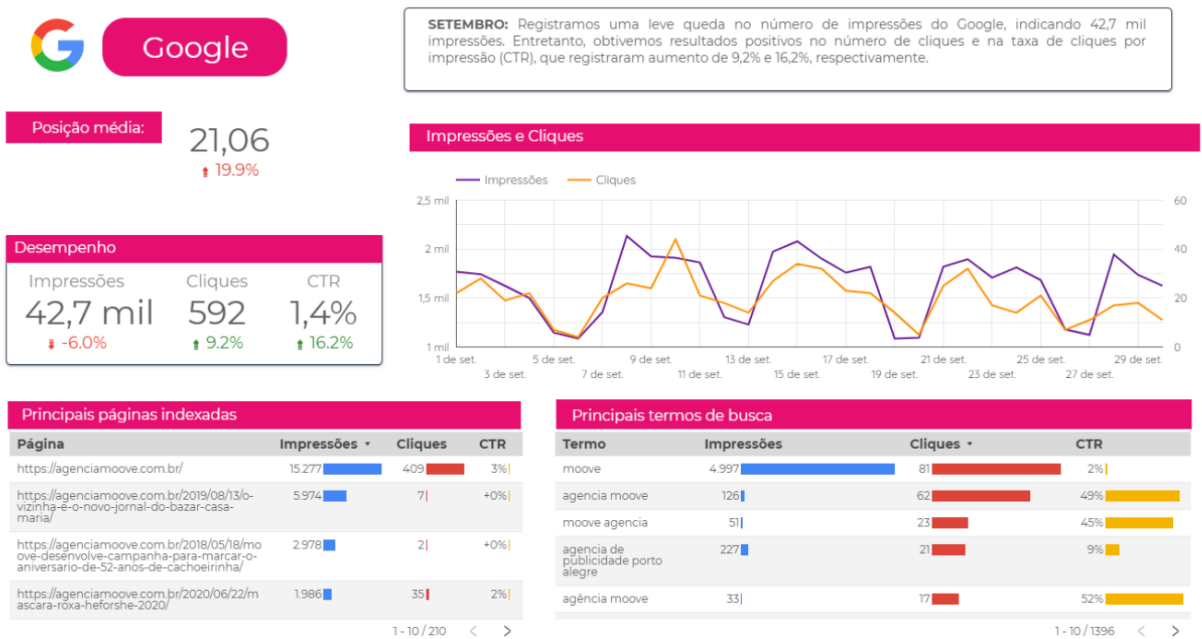 Google
SETEMBRO: Registramos uma leve queda no número de impressões do Google, indicando 42,7 mil
impressões. Entretanto, obtivemos resultados positivos no número de cliques e na taxa de cliques por
impressão (CTR), que registraram aumento de 9,2% e 16,2%, respectivamente.
Posição média:
21,06
19.9%
Desempenho
Impressões Cliques CTR
42,7 mil 592 1,4%
-6.0% 9.2% 16.2%
Impressões e Cliques
Impressões Cliques
2,5 mil 60
2 mil 40
1,5 mil 20
1 mil 0
1 de set. 5 de set. 9 de set. 13 de set. 17 de set. 21 de set. 25 de set. 29 de set.
3 de set. 7 de set. 11 de set. 15 de set. 19 de set. 23 de set. 27 de set.
Principais páginas indexadas
Página Impressões Cliques CTR
https://agenciamoove.com.br/ 15.277 409 3%
https://agenciamoove.com.br/2019/08/13/o- 5.974 7 +0%
vizinha-e-o-novo-jornal-do-bazar-casa-
maria/
https://agenciamoove.com.br/2018/05/18/mo 2.978 2 +0%
ove-desenvolve-campanha-para-marcar-o-
aniversario-de-52-anos-de-cachoeirinha/
https://agenciamoove.com.br/2020/06/22/m 1.986 35 2%
ascara-roxa-heforshe-2020/
1 - 10 / 210 < >
Principais termos de busca
Termo Impressões Cliques CTR
moove 4.997 81 2%
agencia moove 126 62 49%
moove agencia 51 23 45%
agencia de 227 21 9%
publicidade porto
alegre
agência moove 33 17 52%
1 - 10 / 1396 < >